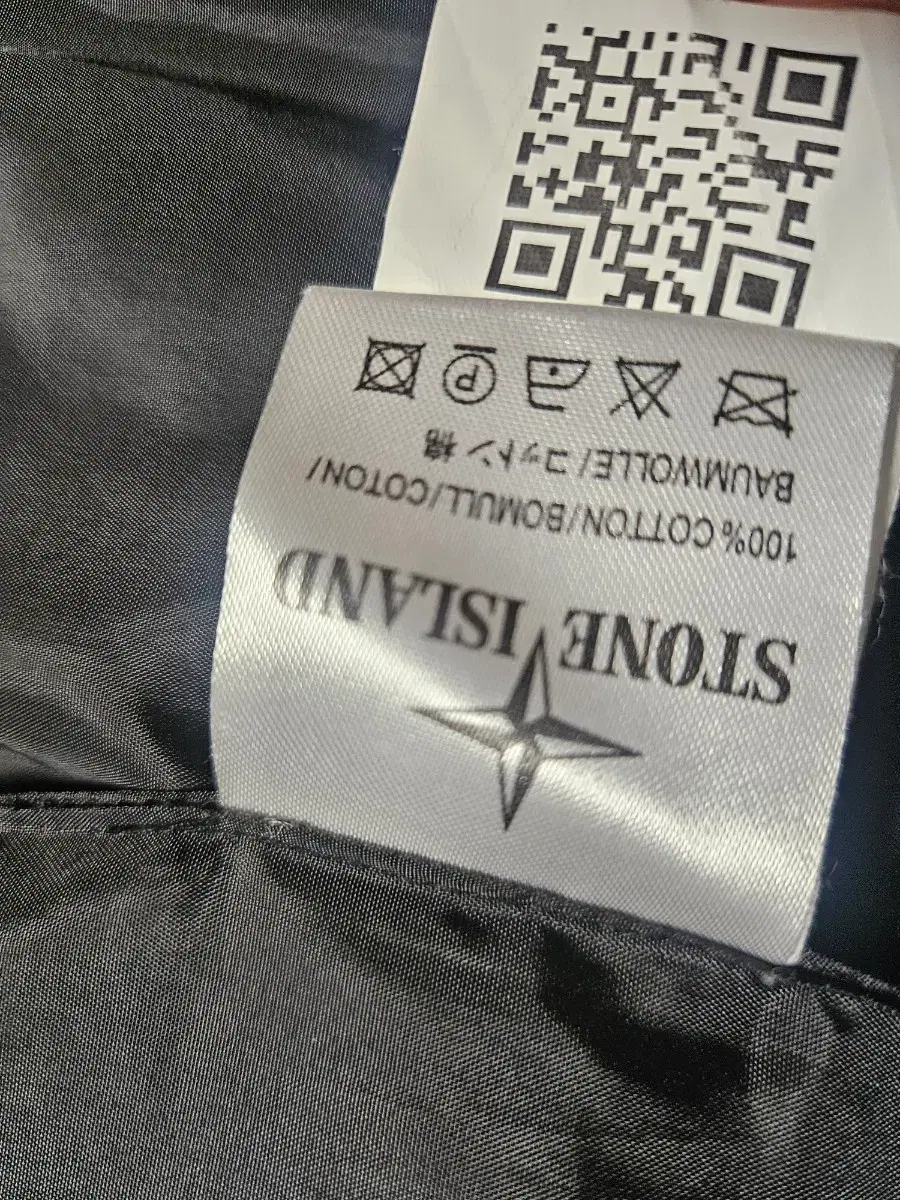 STONE ISLAND
100% COTTON/BOMULL/COTON/
BAUMWOLLE/コットン 棉
P